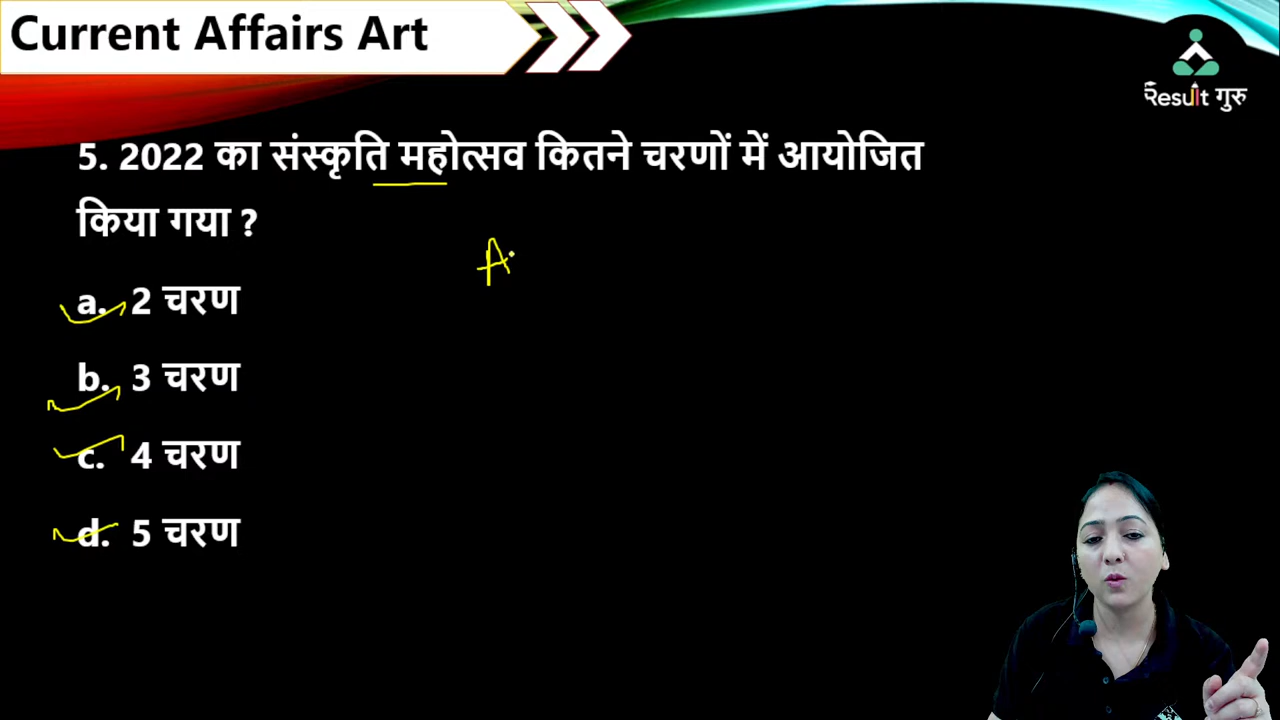 Current Affairs Art
Result गुरु
5. 2022 का संस्कृति महोत्सव कितने चरणों में आयोजित
किया गया ?
A
a. 2 चरण
b. 3 चरण
c. 4 चरण
d. 5 चरण